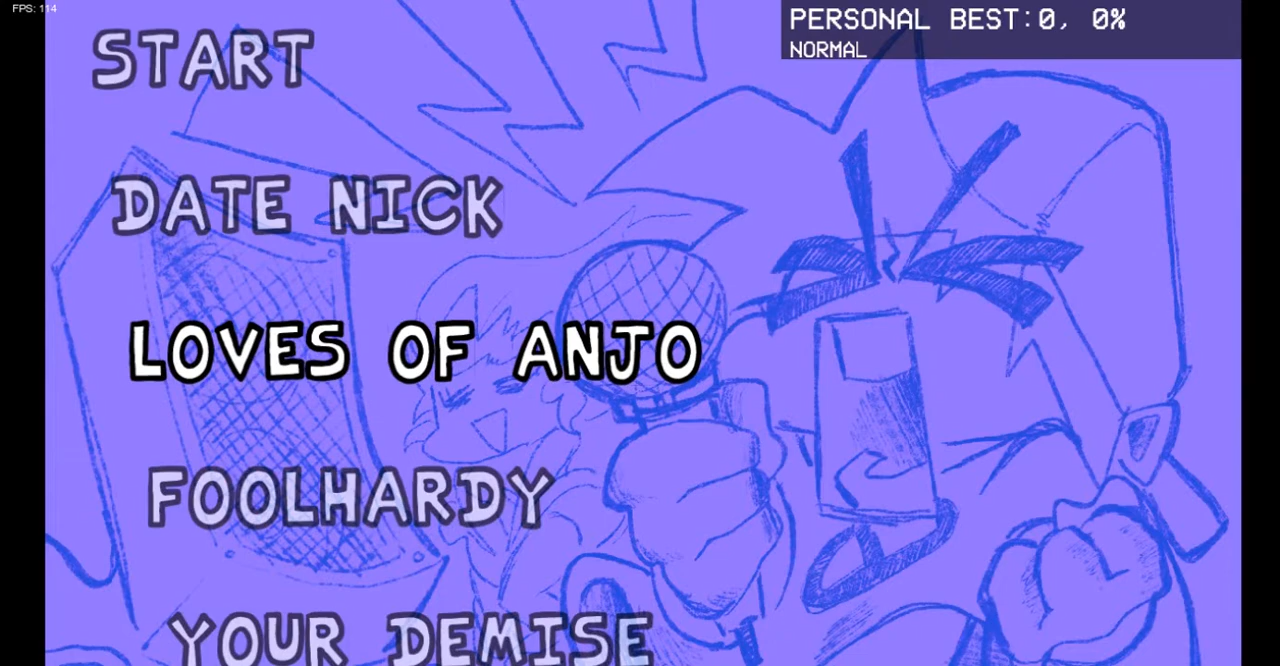 FPS: 114
PERSONAL BEST:0, 0%
NORMAL
START
DATE NICK
LOVES OF ANJO
FOOLHARDY
YOUR DEMISE